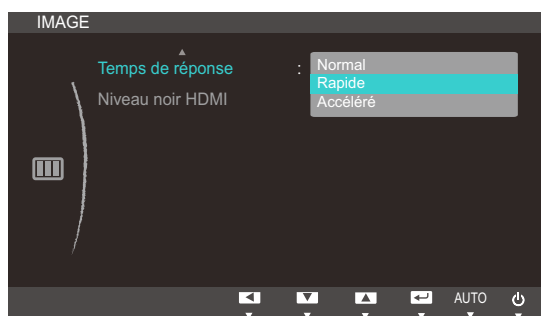 IMAGE
Temps de réponse : Normal
Rapide
Niveau noir HDMI
Accéléré
AUTO